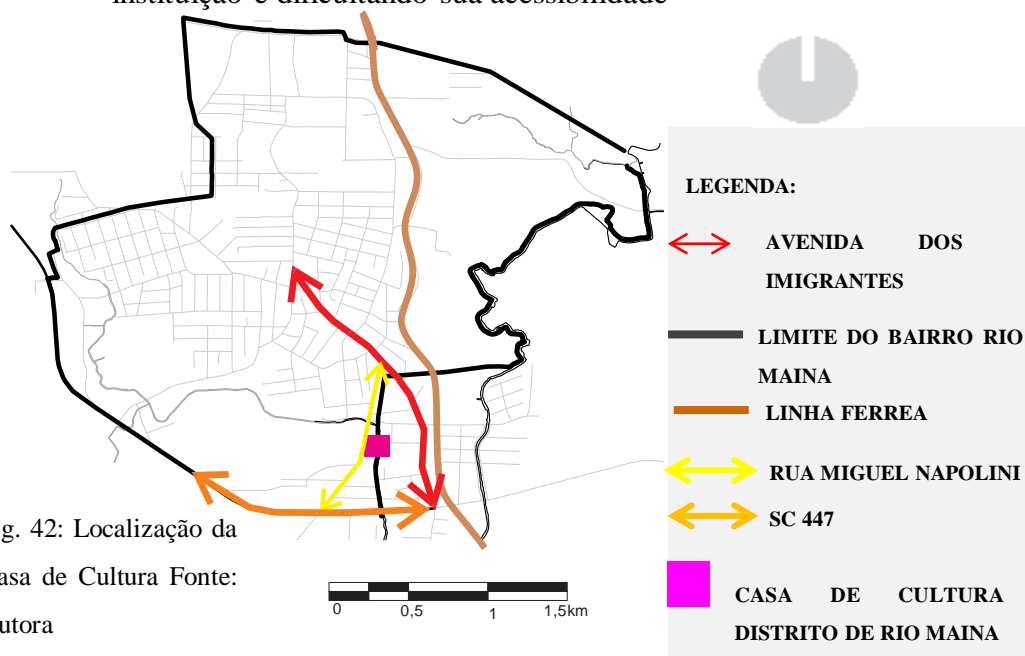 instituição e dificultando sua acessibilidade
LEGENDA:
AVENIDA DOS
IMIGRANTES
LIMITE DO BAIRRO RIO
MAINA
LINHA FERREA
RUA MIGUEL NAPOLINI
SC 447
CASA DE CULTURA
DISTRITO DE RIO MAINA
g. 42: Localização da
asa de Cultura Fonte:
utora
0 0,5 1 1,5km